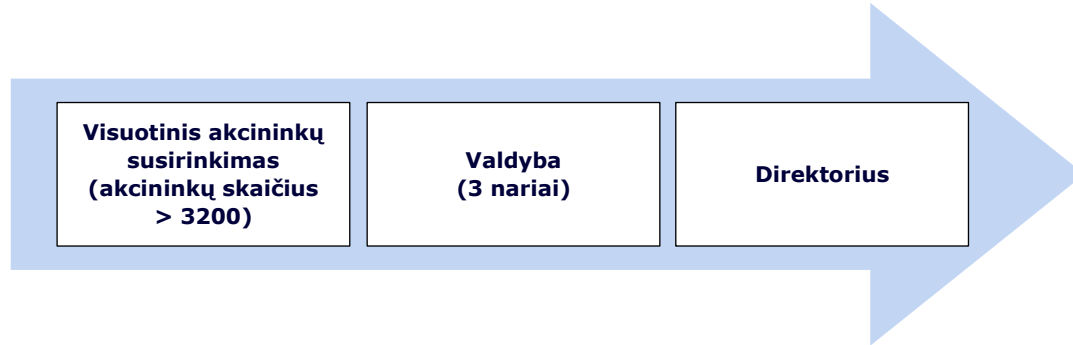 Visuotinis akcininkų
susirinkimas
(akcininkų skaičius
> 3200)
Valdyba
(3 nariai)
Direktorius